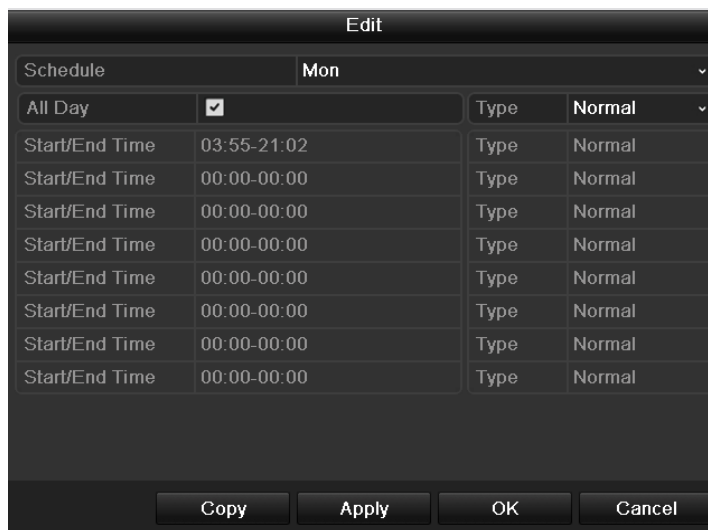 Edit
Schedule Mon
All Day Type Normal
Start/End Time 03:55-21:02 Type Normal
Start/End Time 00:00-00:00 Type Normal
Start/End Time 00:00-00:00 Type Normal
Start/End Time 00:00-00:00 Type Normal
Start/End Time 00:00-00:00 Type Normal
Start/End Time 00:00-00:00 Type Normal
Start/End Time 00:00-00:00 Type Normal
Start/End Time 00:00-00:00 Type Normal
Copy Apply OK Cancel